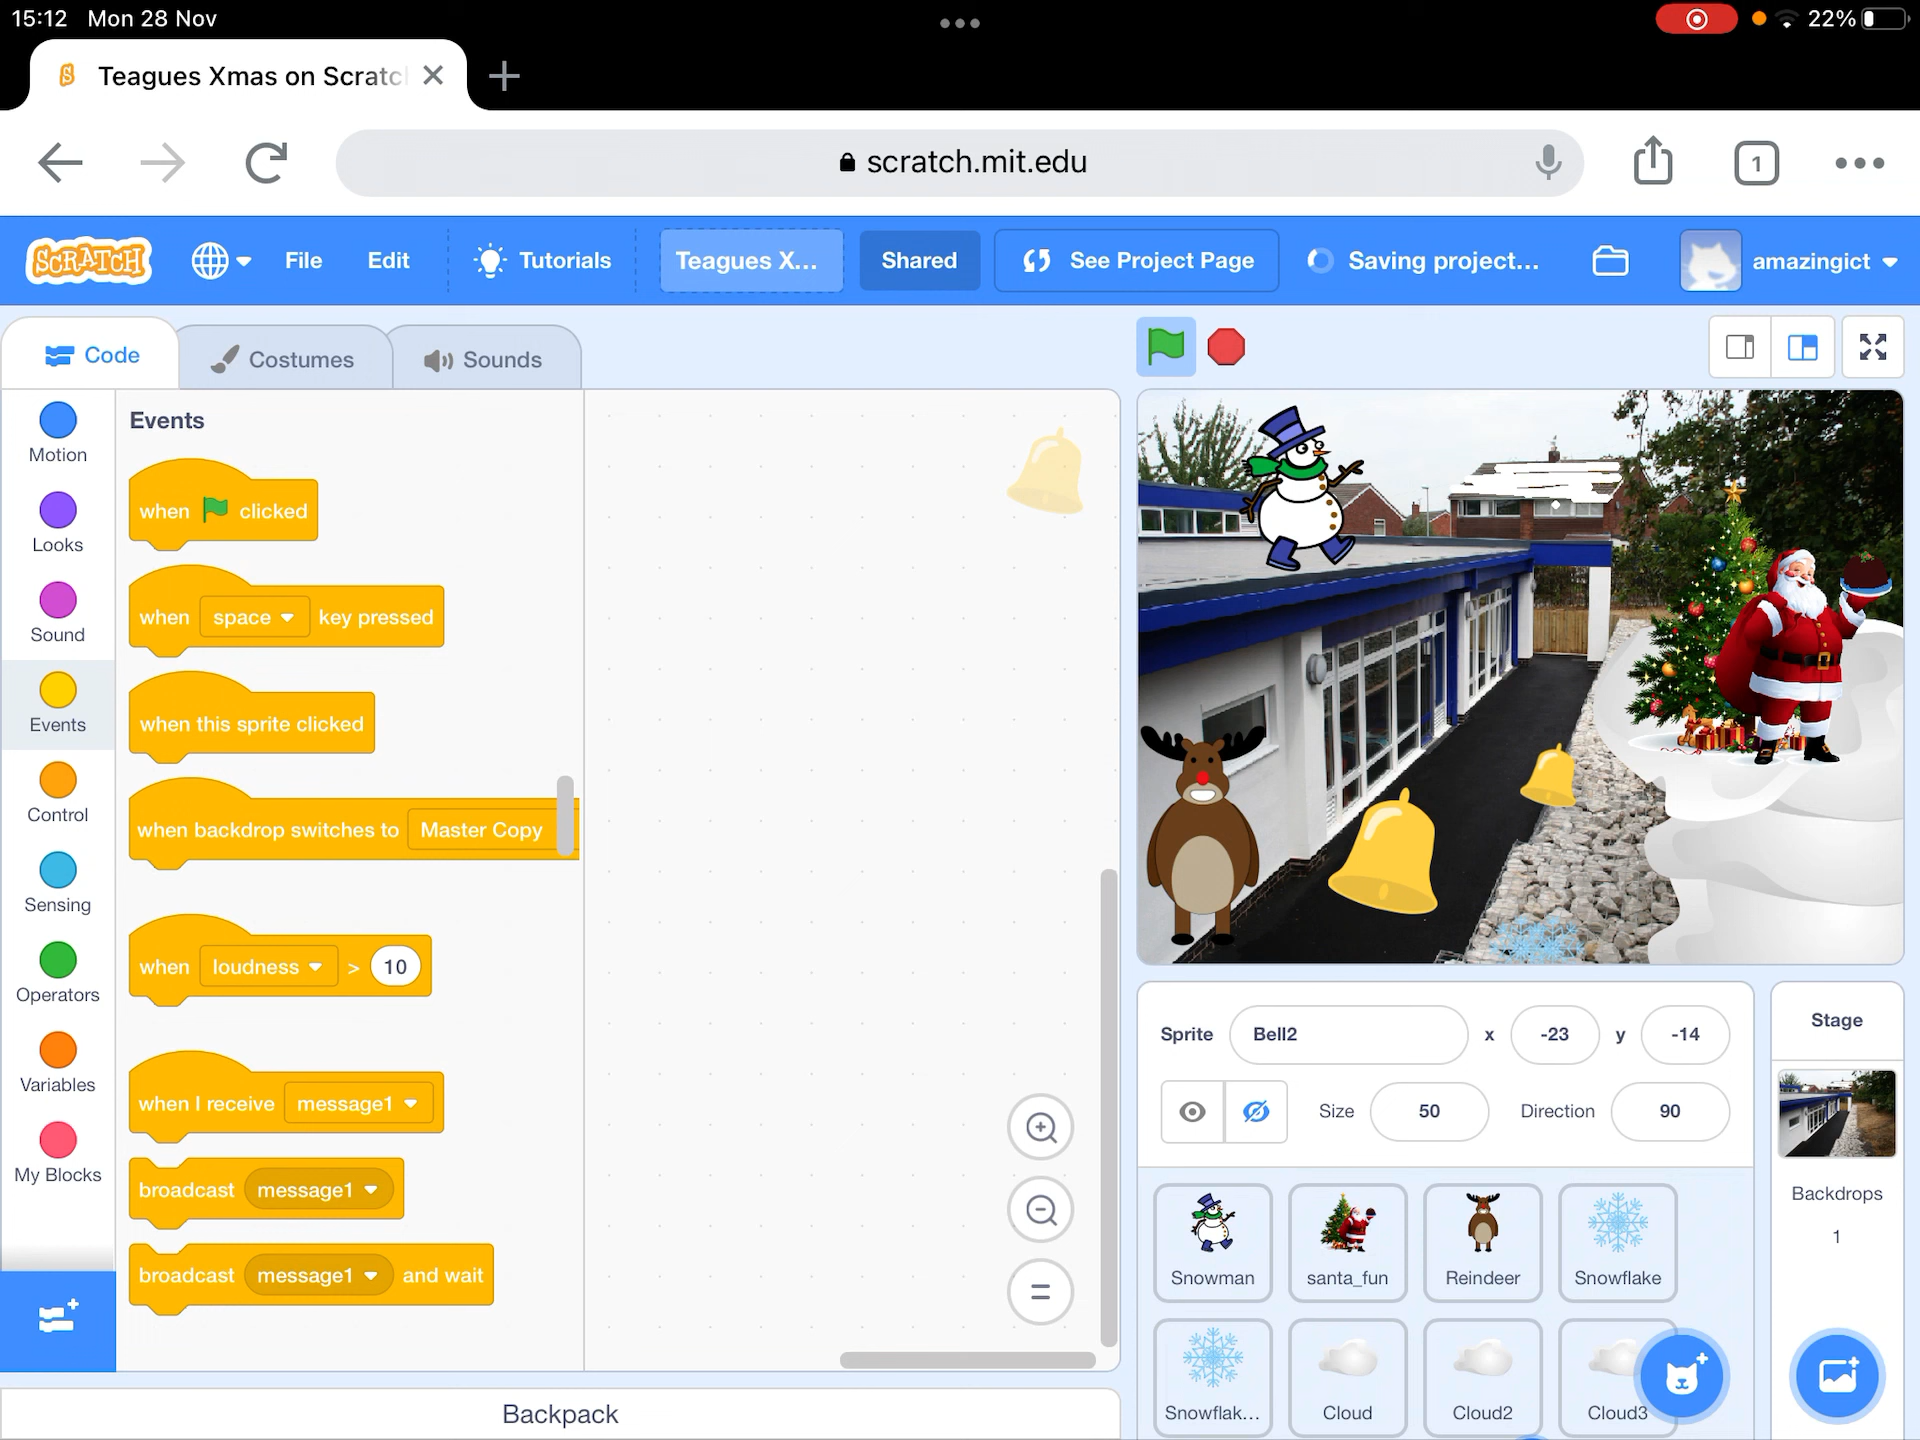 15:12 Mon 28 Nov
22%
Teagues Xmas on Scratc
scratch.mit.edu
1
SCRATCH
File
Edit
Tutorials
Teagues X...
Shared
See Project Page
Saving project...
amazingict
Code
Costumes
Sounds
Motion
Looks
Sound
Events
Control
Sensing
Operators
Variables
My Blocks
Events
when clicked
when space key pressed
when this sprite clicked
when backdrop switches to Master Copy
when loudness > 10
when I receive message1
broadcast message1
broadcast message1 and wait
Backpack
Sprite Bell2 x -23 y -14
Size 50 Direction 90
Snowman
santa_fun
Reindeer
Snowflake
Snowflak...
Cloud
Cloud2
Cloud3
Stage
Backdrops
1